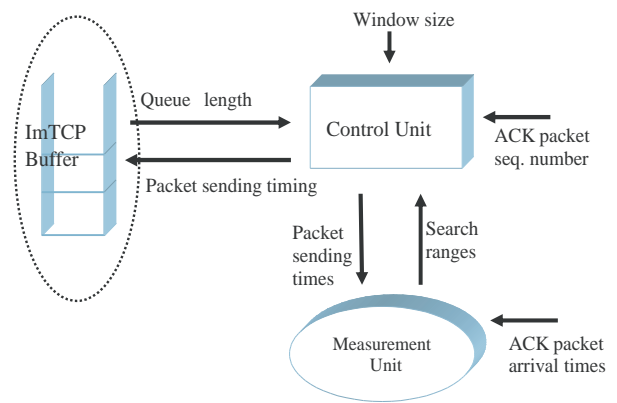 Window size
Queue length
ImTCP
Buffer
Control Unit
ACK packet
seq. number
Packet sending timing
Packet
sending
times
Search
ranges
Measurement
Unit
ACK packet
arrival times